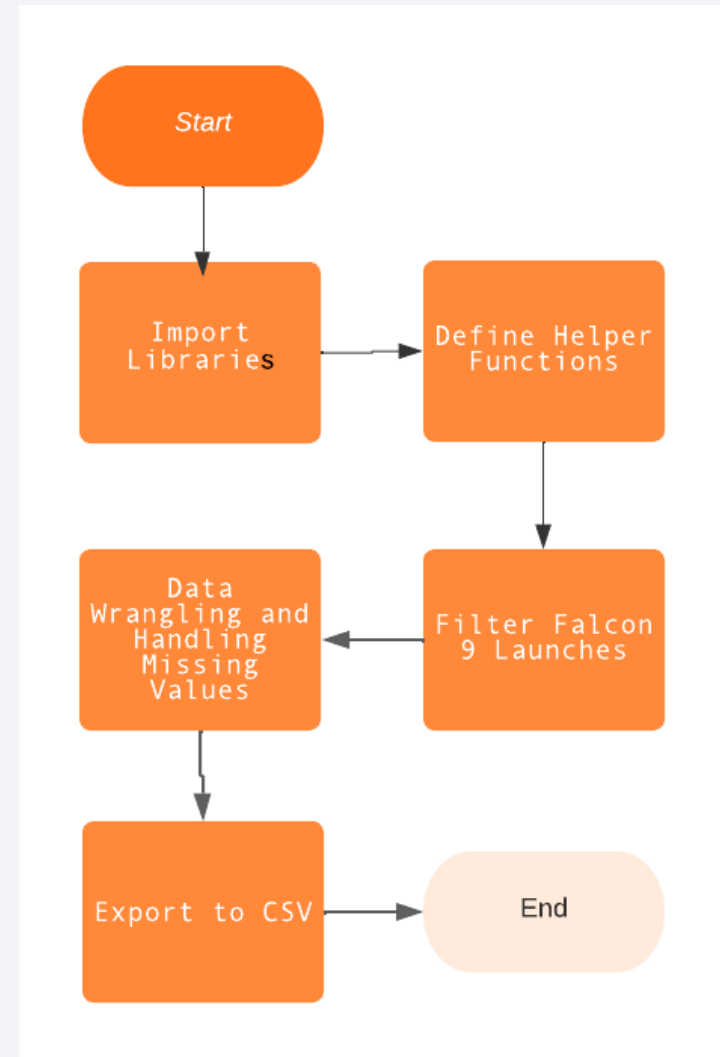 Start
Import
Libraries
Define Helper
Functions
Filter Falcon
9 Launches
Data
Wrangling and
Handling
Missing
Values
Export to CSV
End